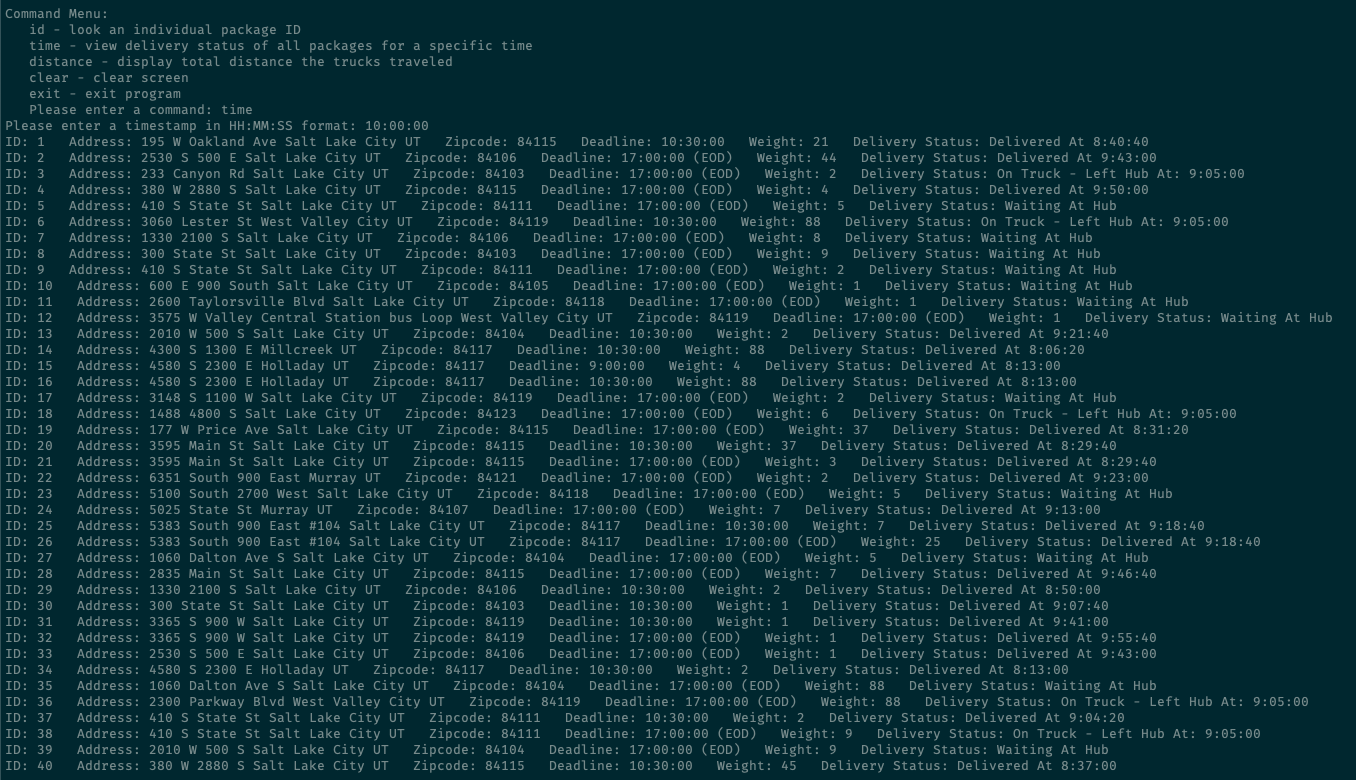 Command Menu:
   id - look an individual package ID
   time - view delivery status of all packages for a specific time
   distance - display total distance the trucks traveled
   clear - clear screen
   exit - exit program
   Please enter a command: time
Please enter a timestamp in HH:MM:SS format: 10:00:00
ID: 1   Address: 195 W Oakland Ave Salt Lake City UT   Zipcode: 84115   Deadline: 10:30:00   Weight: 21   Delivery Status: Delivered At 8:40:40
ID: 2   Address: 2530 S 500 E Salt Lake City UT   Zipcode: 84106   Deadline: 17:00:00 (EOD)   Weight: 44   Delivery Status: Delivered At 9:43:00
ID: 3   Address: 233 Canyon Rd Salt Lake City UT   Zipcode: 84103   Deadline: 17:00:00 (EOD)   Weight: 2   Delivery Status: On Truck - Left Hub At: 9:05:00
ID: 4   Address: 380 W 2880 S Salt Lake City UT   Zipcode: 84115   Deadline: 17:00:00 (EOD)   Weight: 4   Delivery Status: Delivered At 9:50:00
ID: 5   Address: 410 S State St Salt Lake City UT   Zipcode: 84111   Deadline: 17:00:00 (EOD)   Weight: 5   Delivery Status: Waiting At Hub
ID: 6   Address: 3060 Lester St West Valley City UT   Zipcode: 84119   Deadline: 10:30:00   Weight: 88   Delivery Status: On Truck - Left Hub At: 9:05:00
ID: 7   Address: 1330 2100 S Salt Lake City UT   Zipcode: 84106   Deadline: 17:00:00 (EOD)   Weight: 8   Delivery Status: Waiting At Hub
ID: 8   Address: 300 State St Salt Lake City UT   Zipcode: 84103   Deadline: 17:00:00 (EOD)   Weight: 9   Delivery Status: Waiting At Hub
ID: 9   Address: 410 S State St Salt Lake City UT   Zipcode: 84111   Deadline: 17:00:00 (EOD)   Weight: 2   Delivery Status: Waiting At Hub
ID: 10   Address: 600 E 900 South Salt Lake City UT   Zipcode: 84105   Deadline: 17:00:00 (EOD)   Weight: 1   Delivery Status: Waiting At Hub
ID: 11   Address: 2600 Taylorsville Blvd Salt Lake City UT   Zipcode: 84118   Deadline: 17:00:00 (EOD)   Weight: 1   Delivery Status: Waiting At Hub
ID: 12   Address: 3575 W Valley Central Station bus Loop West Valley City UT   Zipcode: 84119   Deadline: 17:00:00 (EOD)   Weight: 1   Delivery Status: Waiting At Hub
ID: 13   Address: 2010 W 500 S Salt Lake City UT   Zipcode: 84104   Deadline: 10:30:00   Weight: 2   Delivery Status: Delivered At 9:21:40
ID: 14   Address: 4300 S 1300 E Millcreek UT   Zipcode: 84117   Deadline: 10:30:00   Weight: 88   Delivery Status: Delivered At 8:06:20
ID: 15   Address: 4580 S 2300 E Holladay UT   Zipcode: 84117   Deadline: 9:00:00   Weight: 4   Delivery Status: Delivered At 8:13:00
ID: 16   Address: 4580 S 2300 E Holladay UT   Zipcode: 84117   Deadline: 10:30:00   Weight: 88   Delivery Status: Delivered At 8:13:00
ID: 17   Address: 3148 S 1100 W Salt Lake City UT   Zipcode: 84119   Deadline: 17:00:00 (EOD)   Weight: 2   Delivery Status: Waiting At Hub
ID: 18   Address: 1488 4800 S Salt Lake City UT   Zipcode: 84123   Deadline: 17:00:00 (EOD)   Weight: 6   Delivery Status: On Truck - Left Hub At: 9:05:00
ID: 19   Address: 177 W Price Ave Salt Lake City UT   Zipcode: 84115   Deadline: 17:00:00 (EOD)   Weight: 37   Delivery Status: Delivered At 8:31:20
ID: 20   Address: 3595 Main St Salt Lake City UT   Zipcode: 84115   Deadline: 10:30:00   Weight: 37   Delivery Status: Delivered At 8:29:40
ID: 21   Address: 3595 Main St Salt Lake City UT   Zipcode: 84115   Deadline: 17:00:00 (EOD)   Weight: 3   Delivery Status: Delivered At 8:29:40
ID: 22   Address: 6351 South 900 East Murray UT   Zipcode: 84121   Deadline: 17:00:00 (EOD)   Weight: 2   Delivery Status: Delivered At 9:23:00
ID: 23   Address: 5100 South 2700 West Salt Lake City UT   Zipcode: 84118   Deadline: 17:00:00 (EOD)   Weight: 5   Delivery Status: Waiting At Hub
ID: 24   Address: 5025 State St Murray UT   Zipcode: 84107   Deadline: 17:00:00 (EOD)   Weight: 7   Delivery Status: Delivered At 9:13:00
ID: 25   Address: 5383 South 900 East #104 Salt Lake City UT   Zipcode: 84117   Deadline: 10:30:00   Weight: 7   Delivery Status: Delivered At 9:18:40
ID: 26   Address: 5383 South 900 East #104 Salt Lake City UT   Zipcode: 84117   Deadline: 17:00:00 (EOD)   Weight: 25   Delivery Status: Delivered At 9:18:40
ID: 27   Address: 1060 Dalton Ave S Salt Lake City UT   Zipcode: 84104   Deadline: 17:00:00 (EOD)   Weight: 5   Delivery Status: Waiting At Hub
ID: 28   Address: 2835 Main St Salt Lake City UT   Zipcode: 84115   Deadline: 17:00:00 (EOD)   Weight: 7   Delivery Status: Delivered At 9:46:40
ID: 29   Address: 1330 2100 S Salt Lake City UT   Zipcode: 84106   Deadline: 10:30:00   Weight: 2   Delivery Status: Delivered At 8:50:00
ID: 30   Address: 300 State St Salt Lake City UT   Zipcode: 84103   Deadline: 10:30:00   Weight: 1   Delivery Status: Delivered At 9:07:40
ID: 31   Address: 3365 S 900 W Salt Lake City UT   Zipcode: 84119   Deadline: 10:30:00   Weight: 1   Delivery Status: Delivered At 9:41:00
ID: 32   Address: 3365 S 900 W Salt Lake City UT   Zipcode: 84119   Deadline: 17:00:00 (EOD)   Weight: 1   Delivery Status: Delivered At 9:55:40
ID: 33   Address: 2530 S 500 E Salt Lake City UT   Zipcode: 84106   Deadline: 17:00:00 (EOD)   Weight: 1   Delivery Status: Delivered At 9:43:00
ID: 34   Address: 4580 S 2300 E Holladay UT   Zipcode: 84117   Deadline: 10:30:00   Weight: 2   Delivery Status: Delivered At 8:13:00
ID: 35   Address: 1060 Dalton Ave S Salt Lake City UT   Zipcode: 84104   Deadline: 17:00:00 (EOD)   Weight: 88   Delivery Status: Waiting At Hub
ID: 36   Address: 2300 Parkway Blvd West Valley City UT   Zipcode: 84119   Deadline: 17:00:00 (EOD)   Weight: 88   Delivery Status: On Truck - Left Hub At: 9:05:00
ID: 37   Address: 410 S State St Salt Lake City UT   Zipcode: 84111   Deadline: 10:30:00   Weight: 2   Delivery Status: Delivered At 9:04:20
ID: 38   Address: 410 S State St Salt Lake City UT   Zipcode: 84111   Deadline: 17:00:00 (EOD)   Weight: 9   Delivery Status: On Truck - Left Hub At: 9:05:00
ID: 39   Address: 2010 W 500 S Salt Lake City UT   Zipcode: 84104   Deadline: 17:00:00 (EOD)   Weight: 9   Delivery Status: Waiting At Hub
ID: 40   Address: 380 W 2880 S Salt Lake City UT   Zipcode: 84115   Deadline: 10:30:00   Weight: 45   Delivery Status: Delivered At 8:37:00